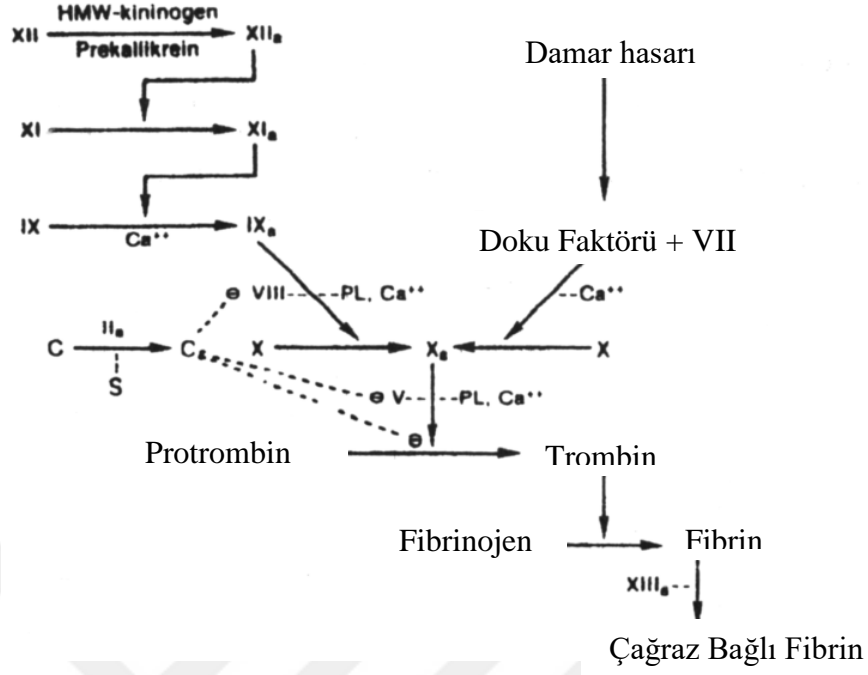 HMW-kininogen
XII XIIa
Prekallikrein
Damar hasarı
XI XIa
IX IXa
Ca++
Doku Faktörü + VII
⊖ VIII PL, Ca++
Ca++
IIa
C Ca X Xa X
S
⊖ V PL, Ca++
⊖
Protrombin Trombin
Fibrinojen Fibrin
XIIIa
Çağraz Bağlı Fibrin